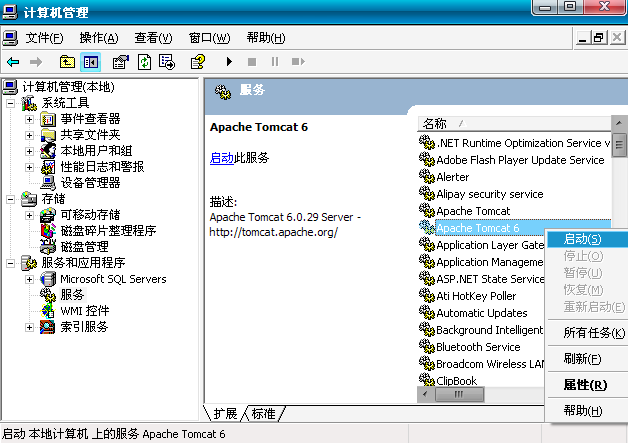 计算机管理
文件(F) 操作(A) 查看(V) 窗口(W) 帮助(H)
计算机管理(本地)
系统工具
事件查看器
共享文件夹
本地用户和组
性能日志和警报
设备管理器
存储
可移动存储
磁盘碎片整理程序
磁盘管理
服务和应用程序
Microsoft SQL Servers
服务
WMI 控件
索引服务
服务
Apache Tomcat 6
启动此服务
描述:
Apache Tomcat 6.0.29 Server -
http://tomcat.apache.org/
名称
.NET Runtime Optimization Service v
Adobe Flash Player Update Service
Alerter
Alipay security service
Apache Tomcat
Apache Tomcat 6
Application Layer Gate
Application Manageme
ASP.NET State Service
Ati HotKey Poller
Automatic Updates
Background Intelligent
Bluetooth Service
Broadcom Wireless LAN
ClipBook
启动(S)
停止(O)
暂停(U)
恢复(M)
重新启动(E)
所有任务(K)
刷新(F)
属性(R)
帮助(H)
扩展 标准
启动 本地计算机 上的服务 Apache Tomcat 6